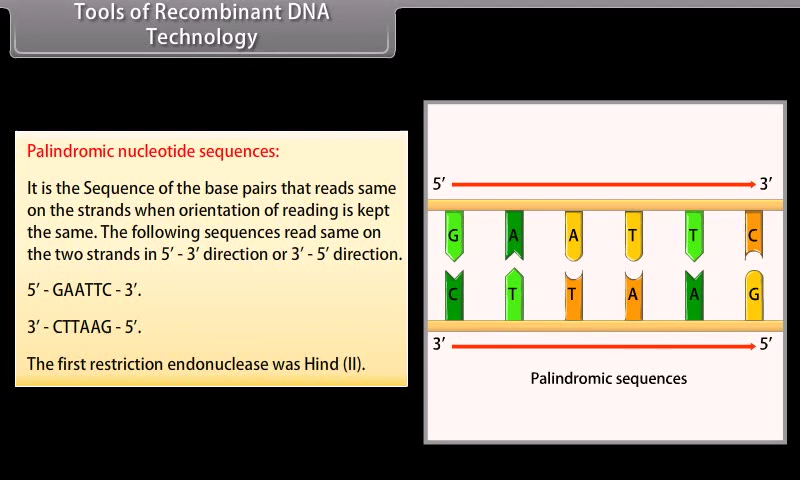 Tools of Recombinant DNA
Technology
Palindromic nucleotide sequences:
It is the Sequence of the base pairs that reads same
on the strands when orientation of reading is kept
the same. The following sequences read same on
the two strands in 5′ - 3′ direction or 3′ - 5′ direction.
5′ - GAATTC - 3′.
3′ - CTTAAG - 5′.
The first restriction endonuclease was Hind (II).
5′ 3′
G A A T T C
C T T A A G
3′ 5′
Palindromic sequences